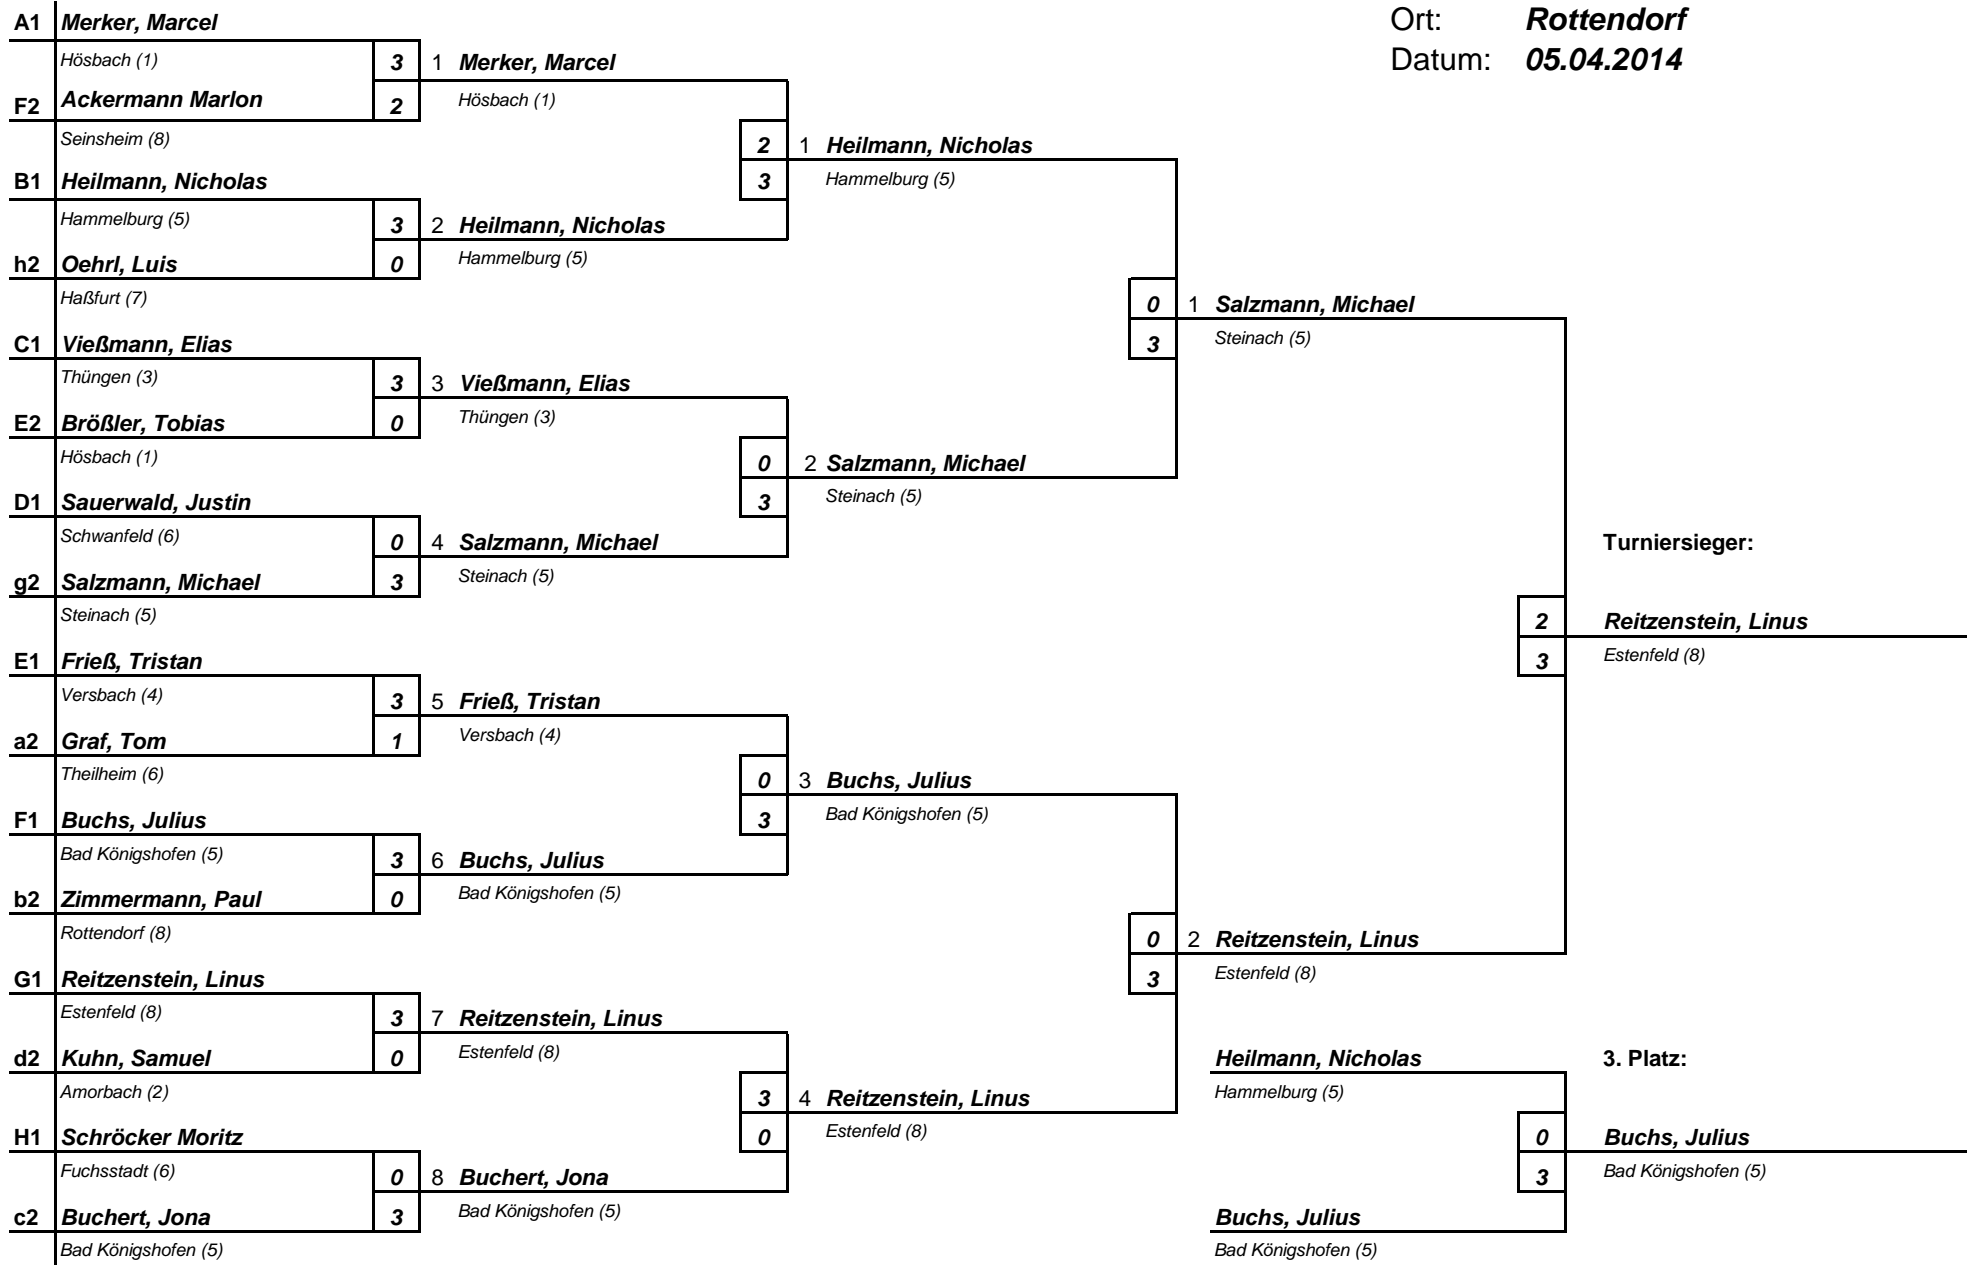 A1 Merker, Marcel
Ort: Rottendorf
Hösbach (1) 3 1 Merker, Marcel
Datum: 05.04.2014
F2 Ackermann Marlon 2 Hösbach (1)
Seinsheim (8) 2 1 Heilmann, Nicholas
B1 Heilmann, Nicholas 3 Hammelburg (5)
Hammelburg (5) 3 2 Heilmann, Nicholas
h2 Oehrl, Luis 0 Hammelburg (5)
Haßfurt (7) 0 1 Salzmann, Michael
C1 Vießmann, Elias 3 Steinach (5)
Thüngen (3) 3 3 Vießmann, Elias
E2 Brößler, Tobias 0 Thüngen (3)
Hösbach (1) 0 2 Salzmann, Michael
D1 Sauerwald, Justin 3 Steinach (5)
Schwanfeld (6) 0 4 Salzmann, Michael Turniersieger:
g2 Salzmann, Michael 3 Steinach (5)
Steinach (5) 2 Reitzenstein, Linus
E1 Frieß, Tristan 3 Estenfeld (8)
Versbach (4) 3 5 Frieß, Tristan
a2 Graf, Tom 1 Versbach (4)
Theilheim (6) 0 3 Buchs, Julius
F1 Buchs, Julius 3 Bad Königshofen (5)
Bad Königshofen (5) 3 6 Buchs, Julius
b2 Zimmermann, Paul 0 Bad Königshofen (5)
Rottendorf (8) 0 2 Reitzenstein, Linus
G1 Reitzenstein, Linus 3 Estenfeld (8)
Estenfeld (8) 3 7 Reitzenstein, Linus
d2 Kuhn, Samuel 0 Estenfeld (8) Heilmann, Nicholas 3. Platz:
Amorbach (2) 3 4 Reitzenstein, Linus Hammelburg (5)
H1 Schröcker Moritz 0 Estenfeld (8) 0 Buchs, Julius
Fuchsstadt (6) 0 8 Buchert, Jona 3 Bad Königshofen (5)
c2 Buchert, Jona 3 Bad Königshofen (5) Buchs, Julius
Bad Königshofen (5) Bad Königshofen (5)